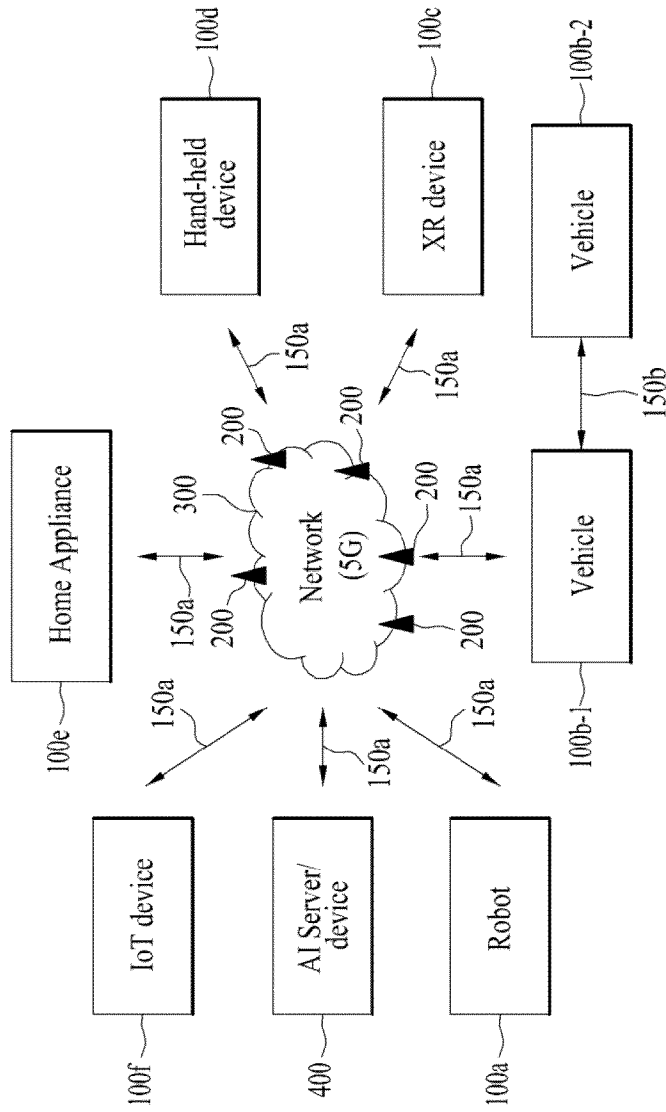 Home Appliance
100e
150a
IoT device
100f
150a
AI Server/
device
400
150a
Robot
100a
150a
Network
(5G)
300
200
200
200
200
200
Hand-held
device
100d
150a
XR device
100c
150a
150a
Vehicle
100b-1
150b
Vehicle
100b-2